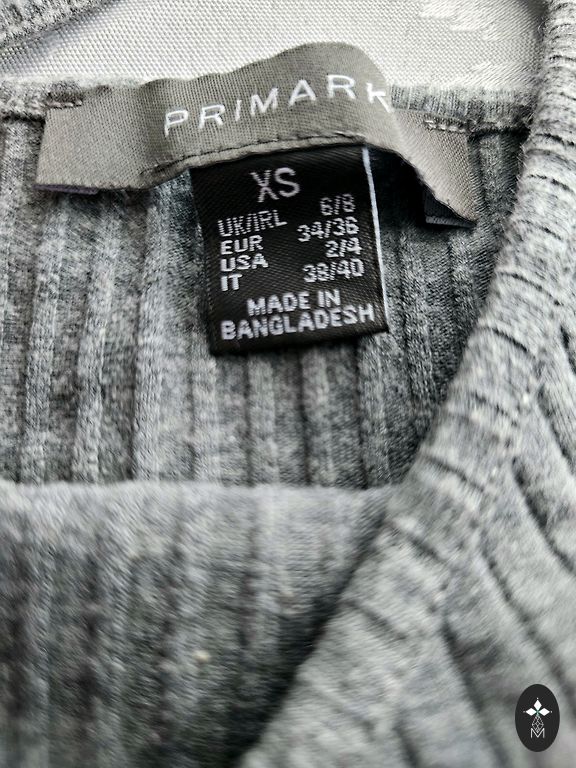 PRIMARK
XS
UK/IRL 6/8
EUR 34/36
USA 2/4
IT 38/40
MADE IN
BANGLADESH
M